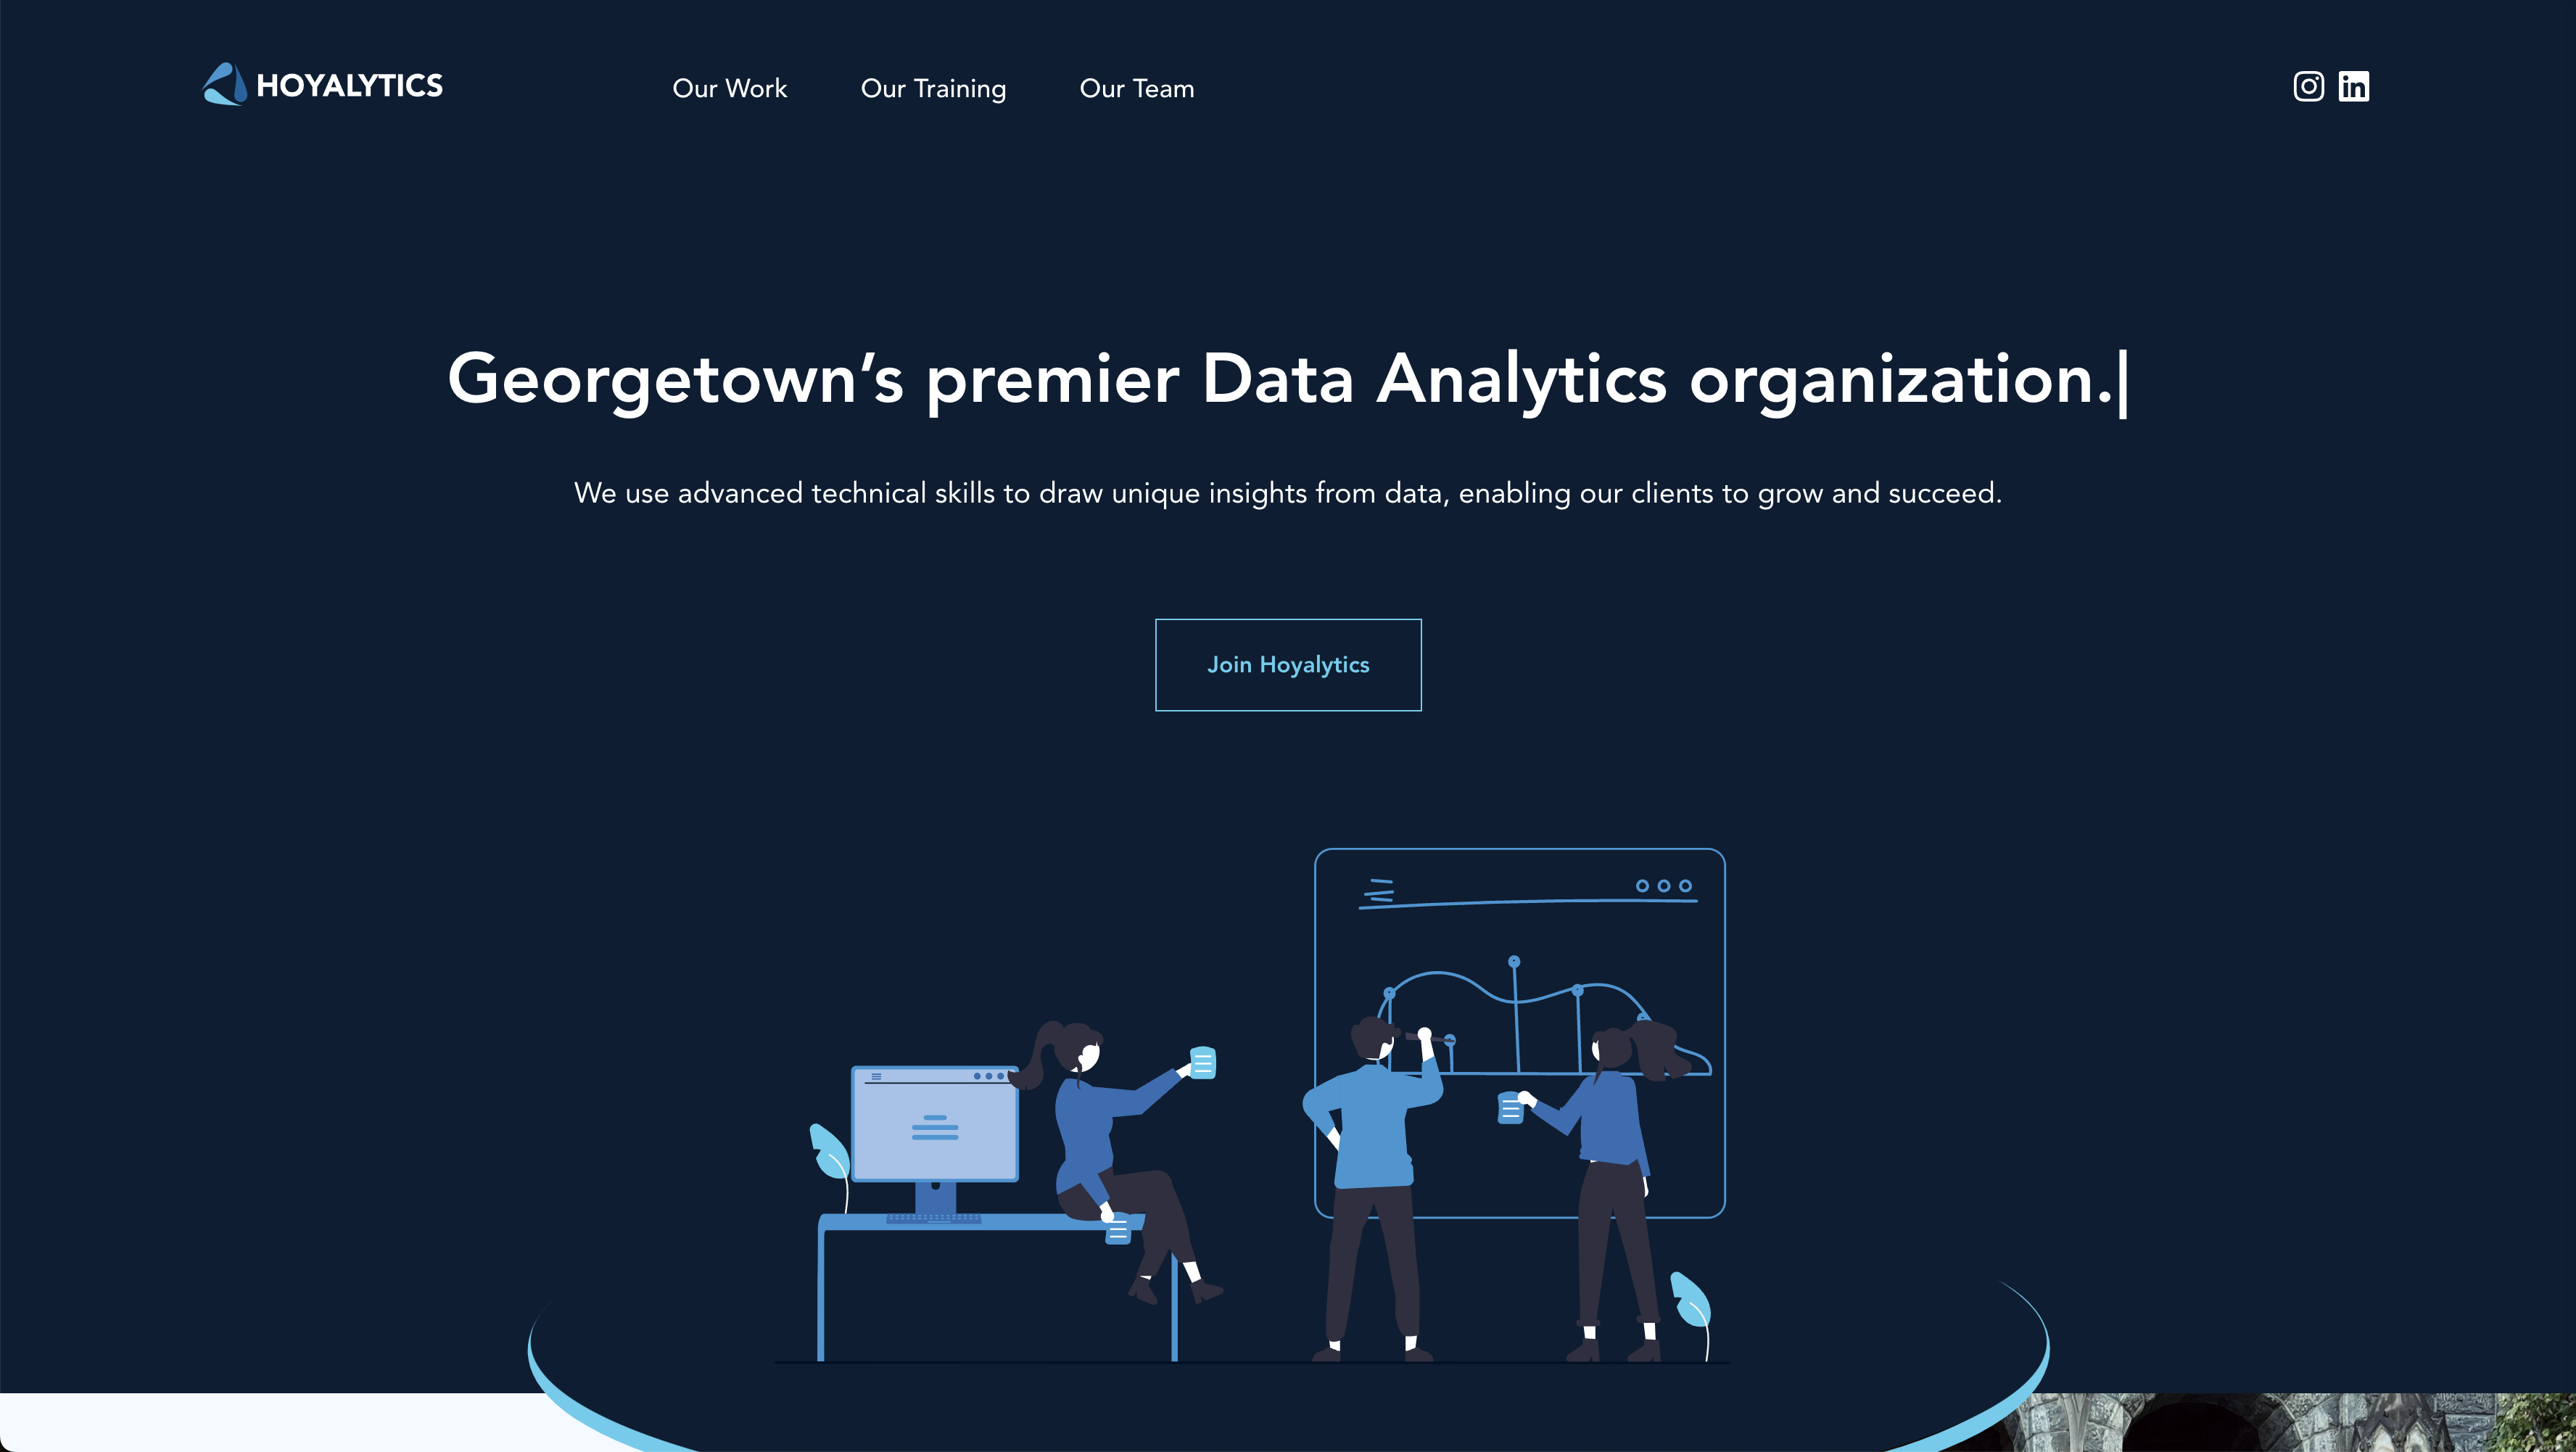 HOYALYTICS
Our Work
Our Training
Our Team
Georgetown‘s premier Data Analytics organization.
We use advanced technical skills to draw unique insights from data, enabling our clients to grow and succeed.
Join Hoyalytics